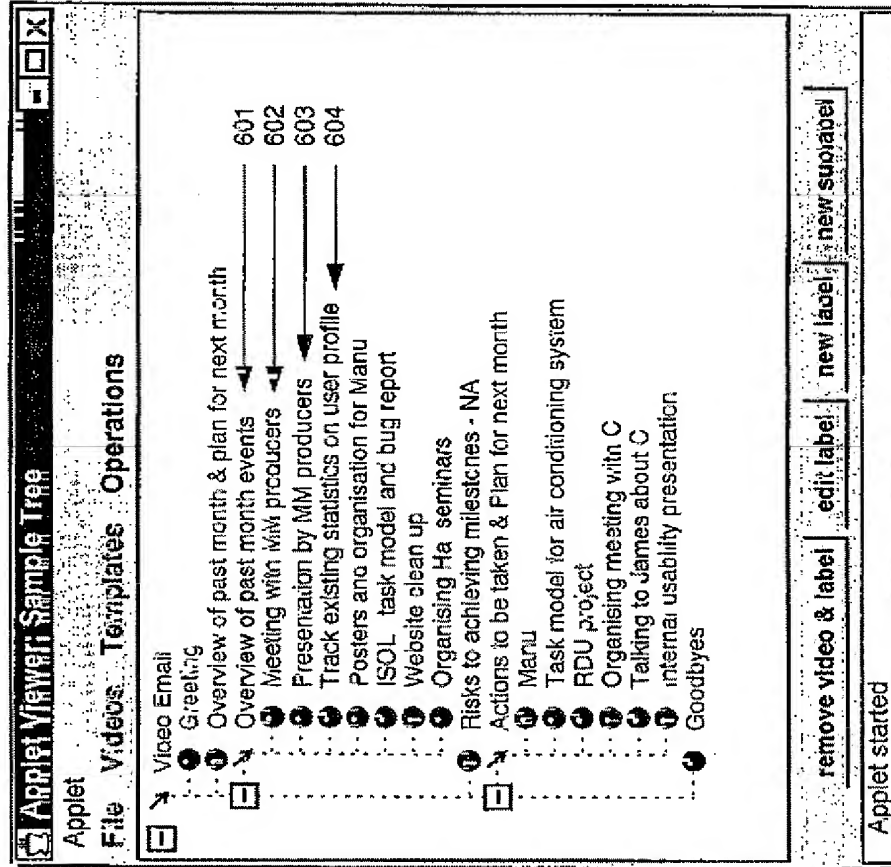 Applet Viewer: Sample Tree
Applet
File Videos Templates Operations
Video Email
Greeting
Overview of past month & plan for next month
Overview of past month events 601
Meeting with MM producers 602
Presentation by MM producers 603
Track existing statistics on user profile 604
Posters and organisation for Manu
ISOL task model and bug report
Website clean up
Organising Ha seminars
Risks to achieving milestones - NA
Actions to be taken & Plan for next month
Manu
Task model for air conditioning system
RDU project
Organising meeting with C
Talking to James about C
Internal usability presentation
Goodbyes
remove video & label edit label new label new sublabel
Applet started